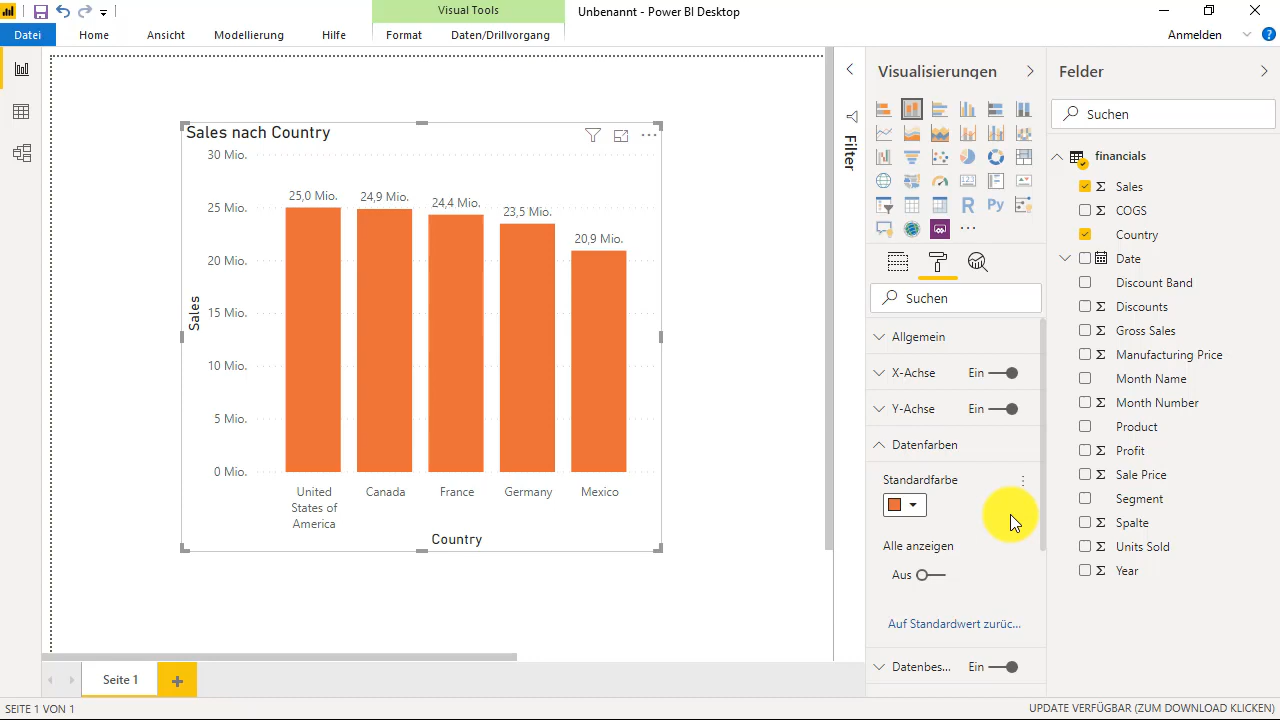 Visual Tools
Unbenannt - Power BI Desktop
Datei
Home
Ansicht
Modellierung
Hilfe
Format
Daten/Drillvorgang
Anmelden
?
Sales nach Country
30 Mio.
25 Mio.
20 Mio.
15 Mio.
10 Mio.
5 Mio.
0 Mio.
Sales
25,0 Mio.
24,9 Mio.
24,4 Mio.
23,5 Mio.
20,9 Mio.
United
States of
America
Canada
France
Germany
Mexico
Country
Filter
Visualisierungen
123
R
Py
Suchen
Allgemein
X-Achse
Ein
Y-Achse
Ein
Datenfarben
Standardfarbe
Alle anzeigen
Aus
Auf Standardwert zurüc...
Datenbes...
Ein
Felder
Suchen
financials
Sales
COGS
Country
Date
Discount Band
Discounts
Gross Sales
Manufacturing Price
Month Name
Month Number
Product
Profit
Sale Price
Segment
Spalte
Units Sold
Year
Seite 1
SEITE 1 VON 1
UPDATE VERFÜGBAR (ZUM DOWNLOAD KLICKEN)